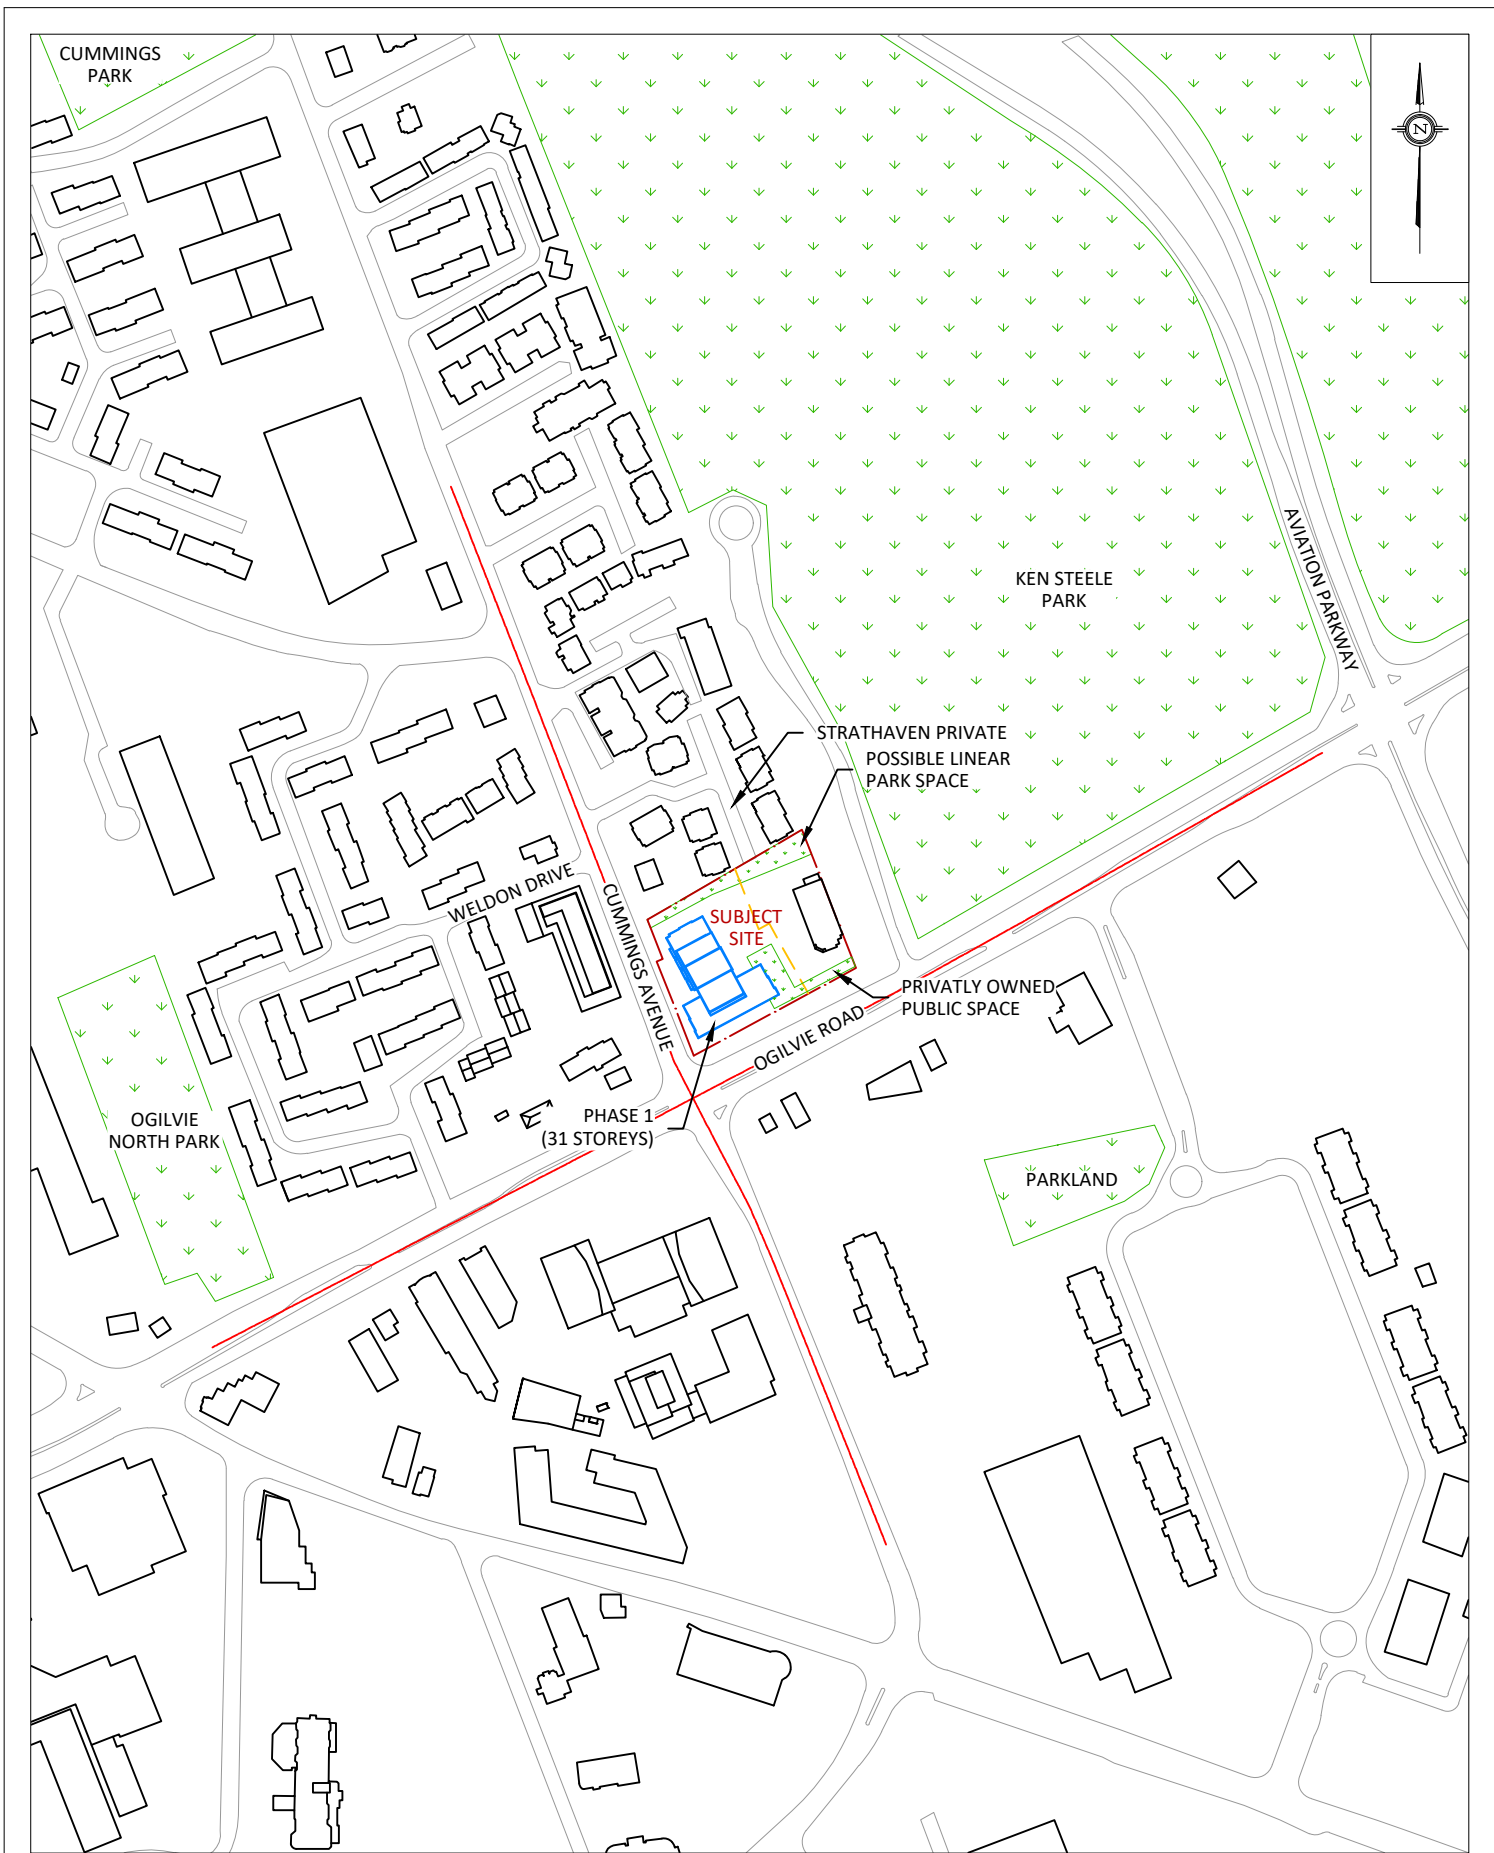 CUMMINGS
PARK
N
AVIATION PARKWAY
KEN STEELE
PARK
STRATHAVEN PRIVATE
POSSIBLE LINEAR
PARK SPACE
WELDON DRIVE
CUMMINGS AVENUE
SUBJECT
SITE
PRIVATLY OWNED
PUBLIC SPACE
OGILVIE ROAD
PHASE 1
(31 STOREYS)
OGILVIE
NORTH PARK
PARKLAND